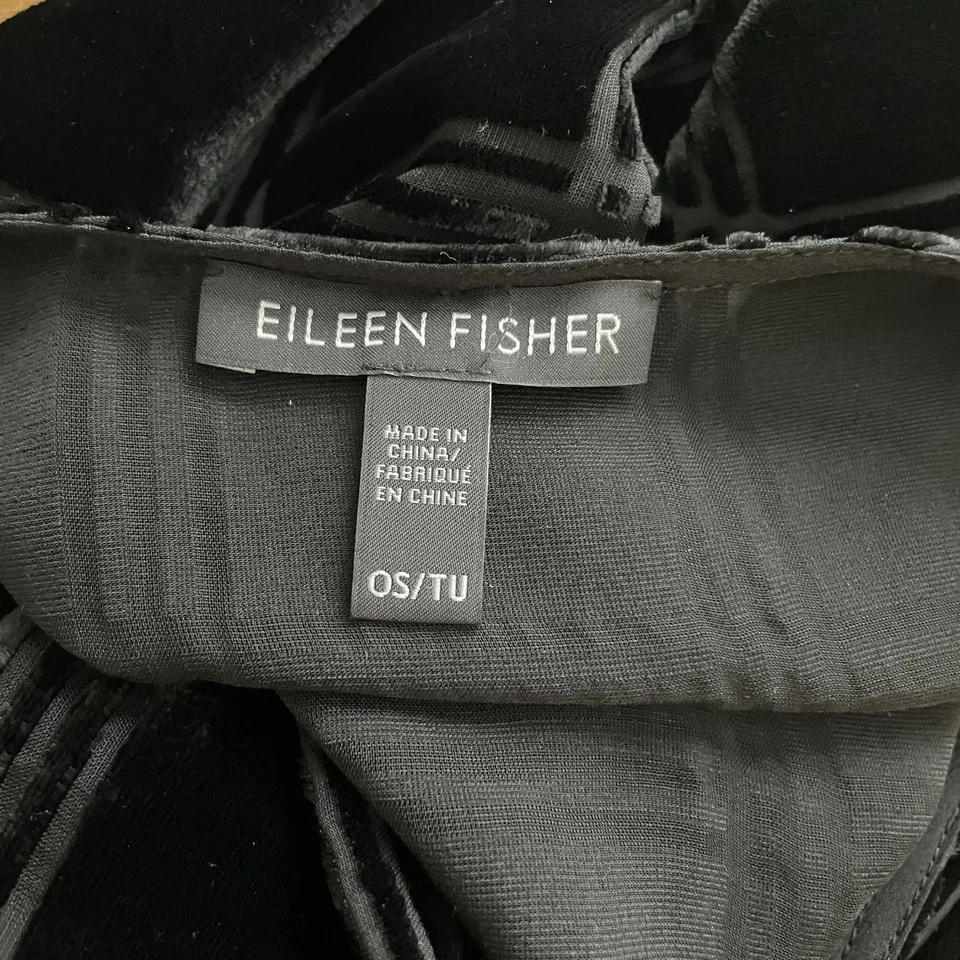 EILEEN FISHER
MADE IN
CHINA/
FABRIQUÉ
EN CHINE
OS/TU